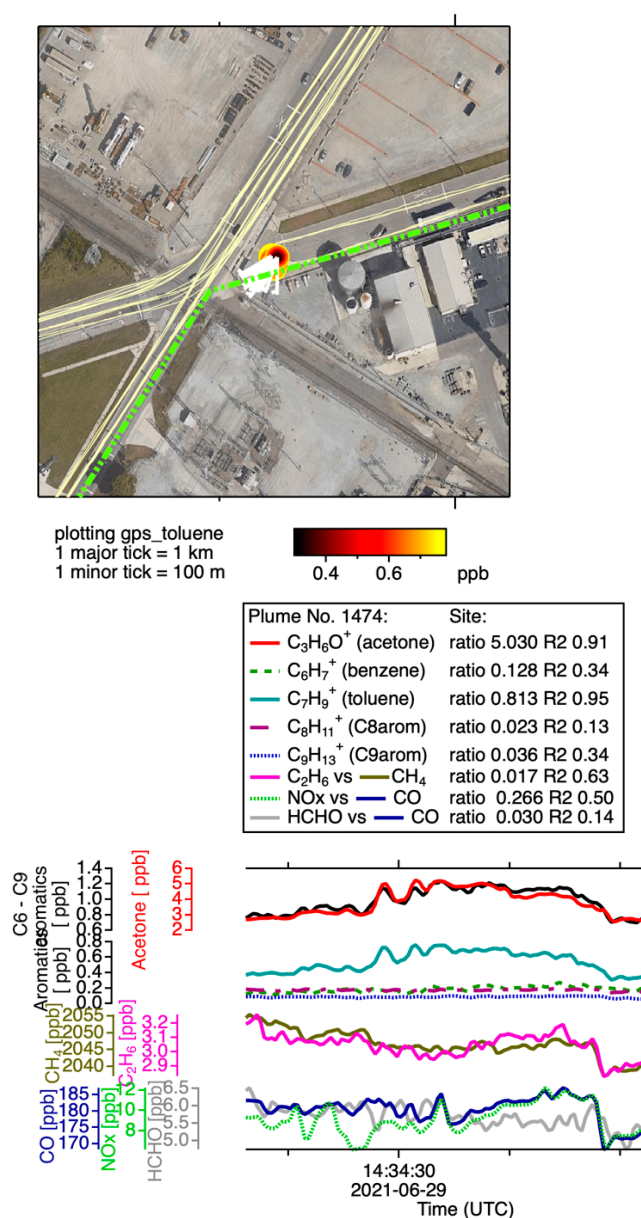 plotting gps_toluene
1 major tick = 1 km
1 minor tick = 100 m
0.4 0.6 ppb
Plume No. 1474: Site:
C3H6O+ (acetone) ratio 5.030 R2 0.91
C6H7+ (benzene) ratio 0.128 R2 0.34
C7H9+ (toluene) ratio 0.813 R2 0.95
C8H11+ (C8arom) ratio 0.023 R2 0.13
C9H13+ (C9arom) ratio 0.036 R2 0.34
C2H6 vs CH4 ratio 0.017 R2 0.63
NOx vs CO ratio 0.266 R2 0.50
HCHO vs CO ratio 0.030 R2 0.14
C6 - C9
Aromatics
[ ppb]
1.4
1.2
1.0
0.8
0.6
Acetone [ ppb]
6
5
4
3
2
Aromatics
[ppb]
0.8
0.4
0.2
0.0
CH4 [ppb]
2055
2050
2045
2040
C2H6 [ppb]
3.2
3.1
3.0
2.9
CO [ppb]
185
180
175
170
NOx [ppb]
12
10
8
HCHO [ppb]
6.5
6.0
5.5
5.0
14:34:30
2021-06-29
Time (UTC)